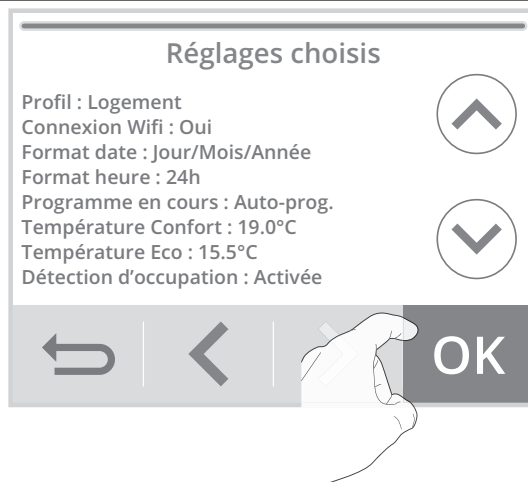 Réglages choisis
Profil : Logement
Connexion Wifi : Oui
Format date : Jour/Mois/Année
Format heure : 24h
Programme en cours : Auto-prog.
Température Confort : 19.0°C
Température Eco : 15.5°C
Détection d’occupation : Activée
OK